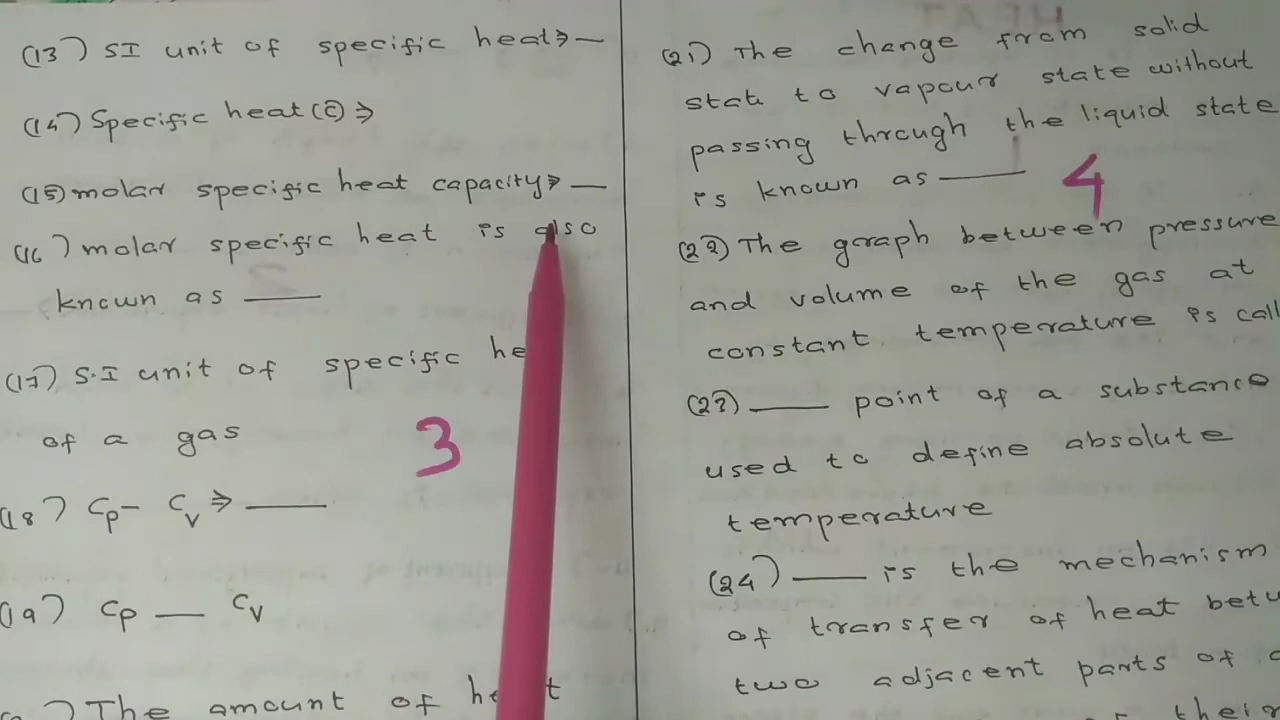 (13) SI unit of specific heat⇒ —
(14) Specific heat (c) ⇒
(15) molar specific heat capacity⇒ —
(16) molar specific heat is also
known as ——
(17) S.I unit of specific he
of a gas
3
(18) Cp- Cv ⇒ ——
(19) Cp — Cv
) The amount of he t
(21) The change from solid
state to vapour state without
passing through the liquid state
is known as ——
4
(22) The graph between pressure
and volume of the gas at
constant temperature is call
(23) —— point of a substance
used to define absolute
temperature
(24) —— is the mechanism
of transfer of heat betw
two adjacent parts of a
their